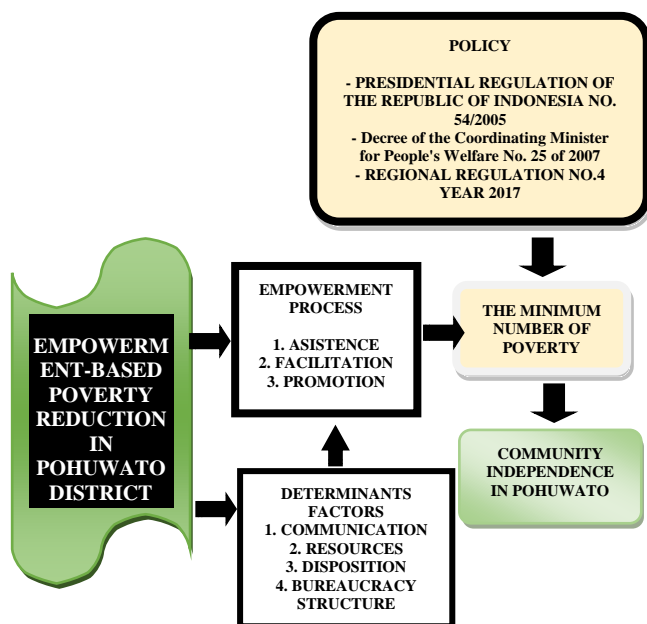 POLICY
- PRESIDENTIAL REGULATION OF
THE REPUBLIC OF INDONESIA NO.
54/2005
- Decree of the Coordinating Minister
for People's Welfare No. 25 of 2007
- REGIONAL REGULATION NO.4
YEAR 2017
EMPOWERM
ENT-BASED
POVERTY
REDUCTION
IN
POHUWATO
DISTRICT
EMPOWERMENT
PROCESS
1. ASISTENCE
2. FACILITATION
3. PROMOTION
THE MINIMUM
NUMBER OF
POVERTY
DETERMINANTS
FACTORS
1. COMMUNICATION
2. RESOURCES
3. DISPOSITION
4. BUREAUCRACY
STRUCTURE
COMMUNITY
INDEPENDENCE
IN POHUWATO